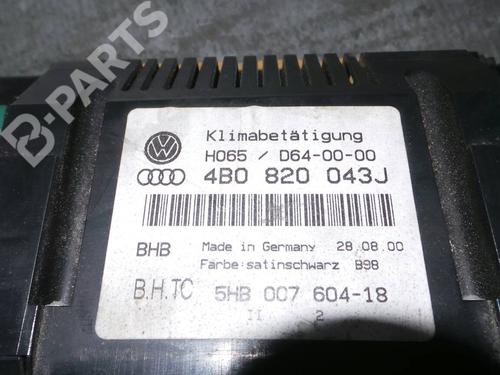 B-PARTS
Klimabetätigung
H065 / D64-00-00
4B0 820 043J
BHB Made in Germany 28.08.00
Farbe:satinschwarz B98
B.H.TC 5HB 007 604-18
II 2